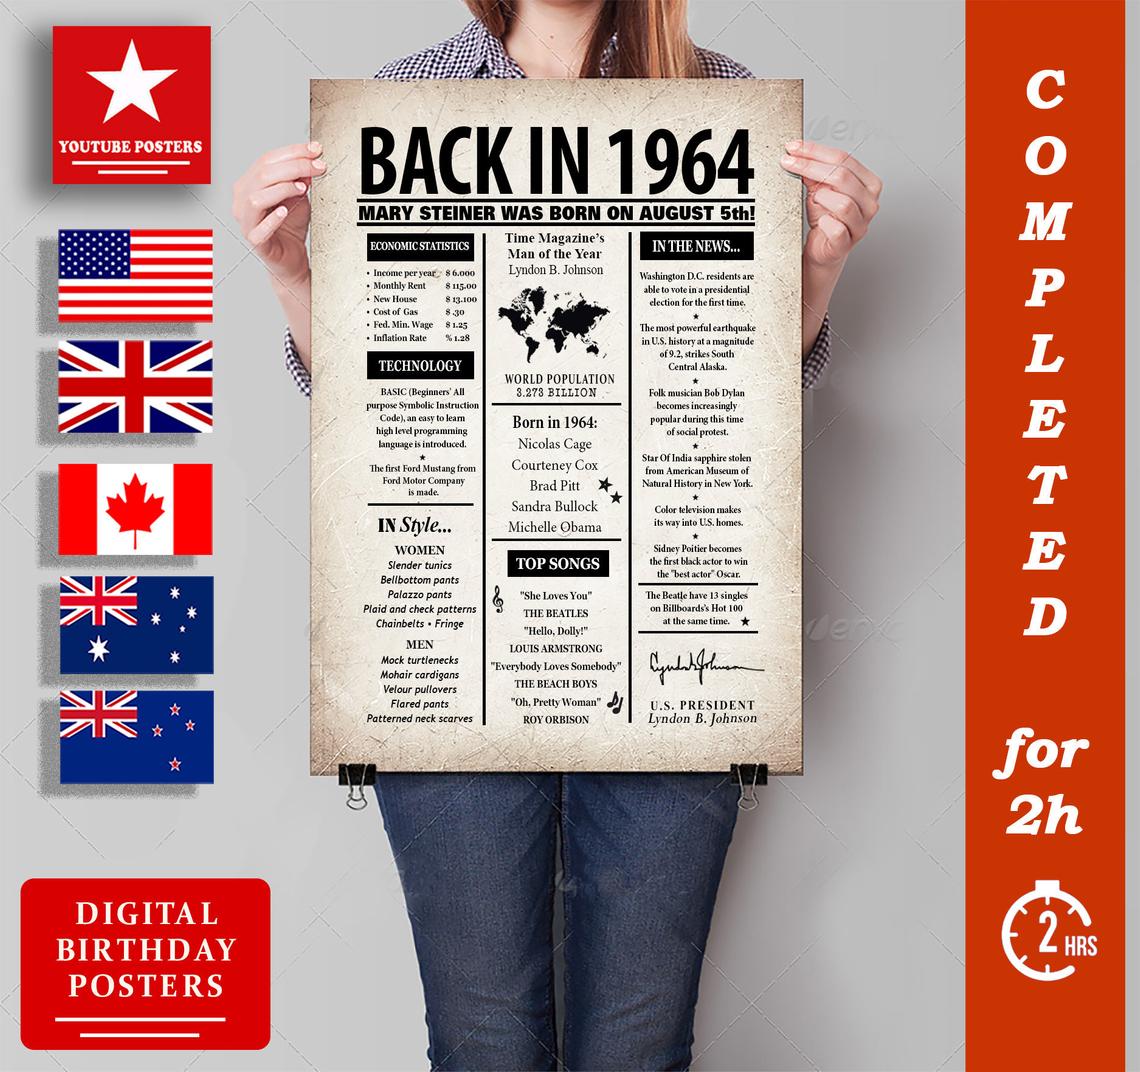 YOUTUBE POSTERS
BACK IN 1964
MARY STEINER WAS BORN ON AUGUST 5th!
ECONOMIC STATISTICS
• Income per year $ 6.000
• Monthly Rent $ 115.00
• New House $ 13.100
• Cost of Gas $ .30
• Fed. Min. Wage $ 1.25
• Inflation Rate % 1.28
TECHNOLOGY
BASIC (Beginners' All
purpose Symbolic Instruction
Code), an easy to learn
high level programming
language is introduced.
★
The first Ford Mustang from
Ford Motor Company
is made.
IN Style...
WOMEN
Slender tunics
Bellbottom pants
Palazzo pants
Plaid and check patterns
Chainbelts • Fringe
MEN
Mock turtlenecks
Mohair cardigans
Velour pullovers
Flared pants
Patterned neck scarves
Time Magazine's
Man of the Year
Lyndon B. Johnson
WORLD POPULATION
3.273 BILLION
Born in 1964:
Nicolas Cage
Courteney Cox
Brad Pitt
Sandra Bullock
Michelle Obama
TOP SONGS
"She Loves You"
THE BEATLES
"Hello, Dolly!"
LOUIS ARMSTRONG
"Everybody Loves Somebody"
THE BEACH BOYS
"Oh, Pretty Woman"
ROY ORBISON
IN THE NEWS...
Washington D.C. residents are
able to vote in a presidential
election for the first time.
★
The most powerful earthquake
in U.S. history at a magnitude
of 9.2, strikes South
Central Alaska.
★
Folk musician Bob Dylan
becomes increasingly
popular during this time
of social protest.
★
Star Of India sapphire stolen
from American Museum of
Natural History in New York.
★
Color television makes
its way into U.S. homes.
★
Sidney Poitier becomes
the first black actor to win
the "best actor" Oscar.
The Beatle have 13 singles
on Billboards's Hot 100
at the same time.
Lyndon B Johnson
U.S. PRESIDENT
Lyndon B. Johnson
DIGITAL
BIRTHDAY
POSTERS
COMPLETED
for
2h
2 HRS